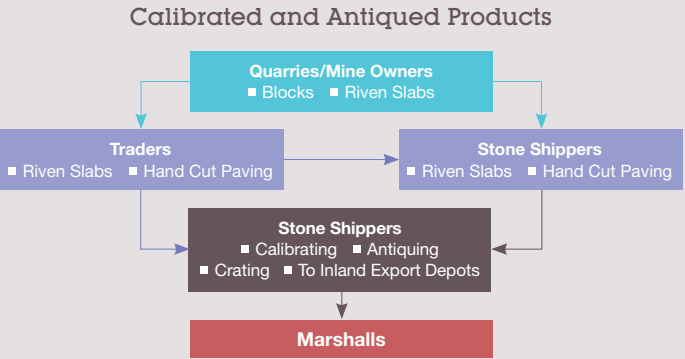 Calibrated and Antiqued Products
Quarries/Mine Owners
▪ Blocks ▪ Riven Slabs
Traders
▪ Riven Slabs ▪ Hand Cut Paving
Stone Shippers
▪ Riven Slabs ▪ Hand Cut Paving
Stone Shippers
▪ Calibrating ▪ Antiquing
▪ Crating ▪ To Inland Export Depots
Marshalls